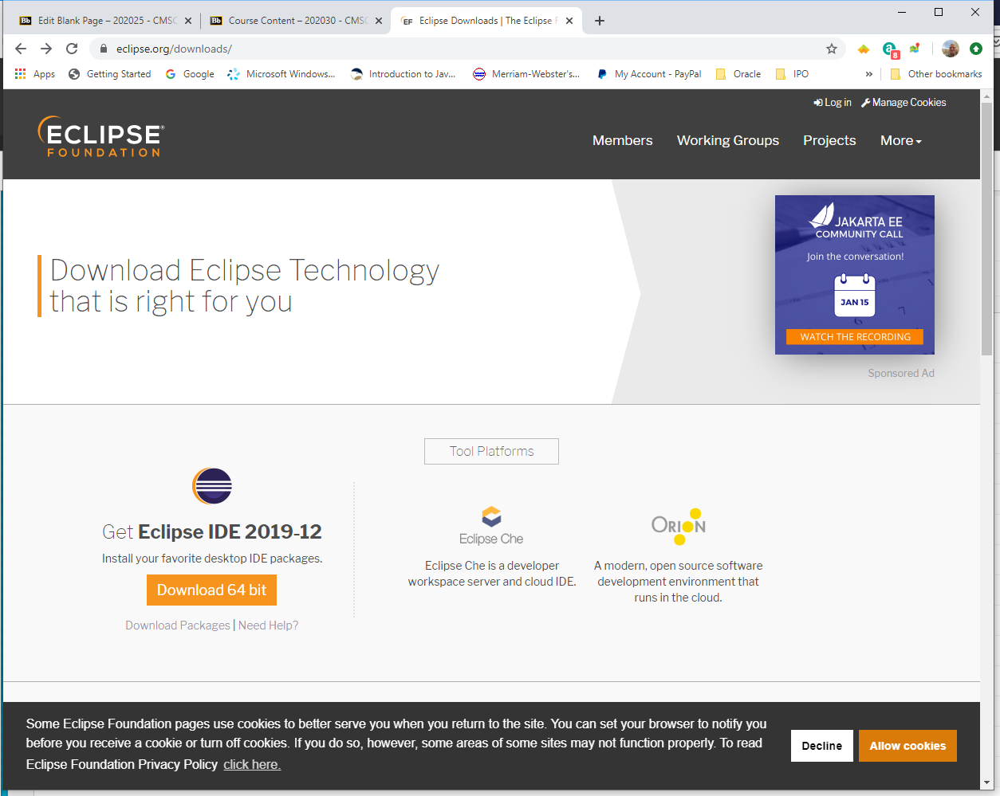 Edit Blank Page – 202025 - CMSC
Course Content – 202030 - CMSC
Eclipse Downloads | The Eclipse F
eclipse.org/downloads/
8
Apps
Getting Started
Google
Microsoft Windows...
Introduction to Jav...
Merriam-Webster's...
My Account - PayPal
Oracle
IPO
»
Other bookmarks
Log in
Manage Cookies
ECLIPSE®
FOUNDATION
Members
Working Groups
Projects
More
Download Eclipse Technology
that is right for you
JAKARTA EE
COMMUNITY CALL
Join the conversation!
JAN 15
WATCH THE RECORDING
Sponsored Ad
Tool Platforms
Get Eclipse IDE 2019-12
Install your favorite desktop IDE packages.
Download 64 bit
Download Packages | Need Help?
Eclipse Che
Eclipse Che is a developer
workspace server and cloud IDE.
ORION
A modern, open source software
development environment that
runs in the cloud.
Some Eclipse Foundation pages use cookies to better serve you when you return to the site. You can set your browser to notify you
before you receive a cookie or turn off cookies. If you do so, however, some areas of some sites may not function properly. To read
Eclipse Foundation Privacy Policy click here.
Decline
Allow cookies